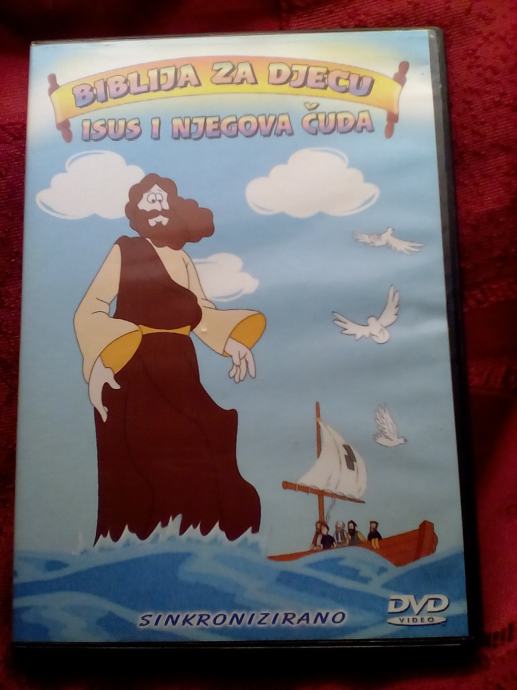 BIBLIJA ZA DJECU
ISUS I NJEGOVA ČUDA
SINKRONIZIRANO
DVD
VIDEO